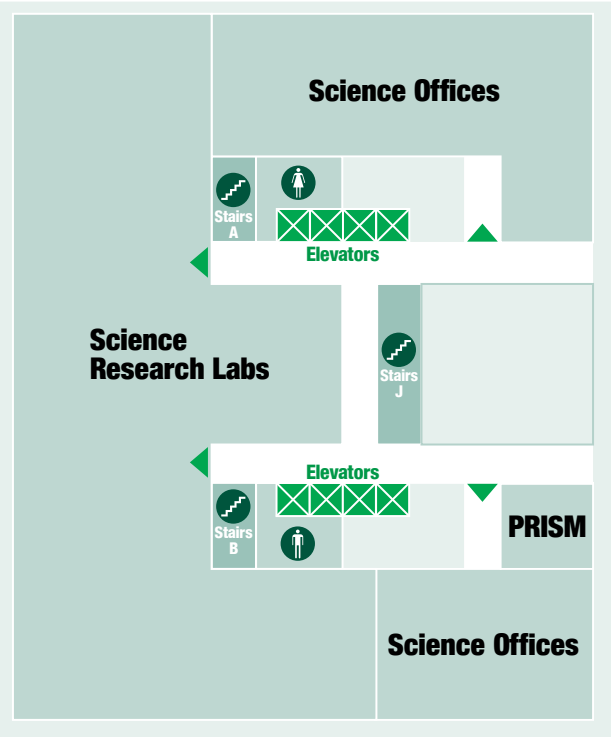 Science Offices
Stairs
A
Elevators
Science
Research Labs
Stairs
J
Elevators
Stairs
B
PRISM
Science Offices